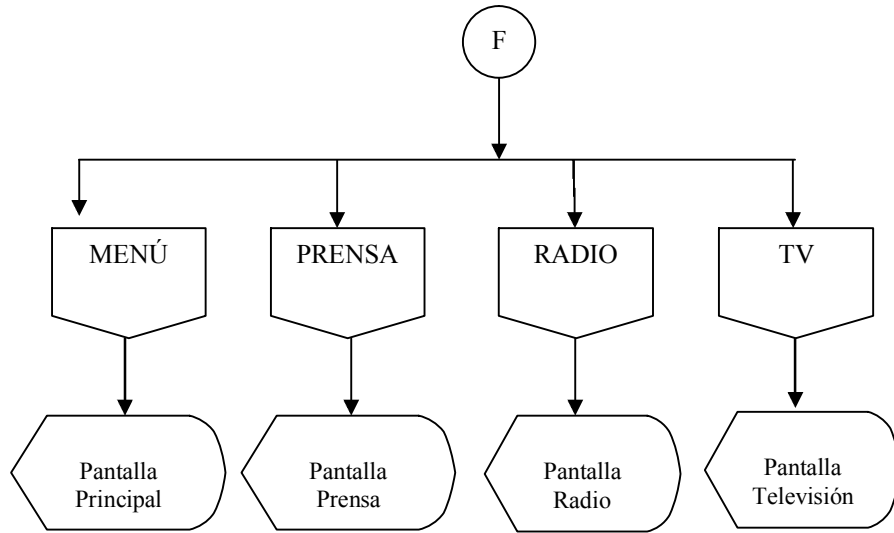 F
MENÚ
PRENSA
RADIO
TV
Pantalla
Principal
Pantalla
Prensa
Pantalla
Radio
Pantalla
Televisión